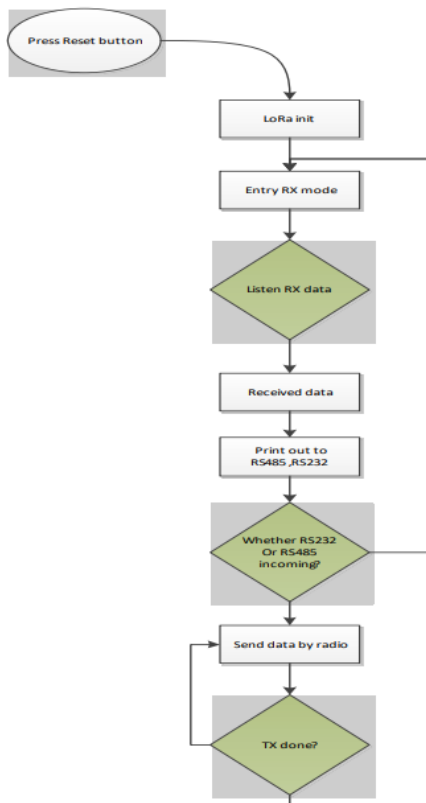 Press Reset button
LoRa init
Entry RX mode
Listen RX data
Received data
Print out to
RS485 ,RS232
Whether RS232
Or RS485
incoming?
Send data by radio
TX done?